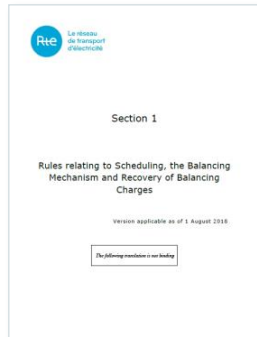 Rte
Le réseau
de transport
d'électricité
Section 1
Rules relating to Scheduling, the Balancing
Mechanism and Recovery of Balancing
Charges
Version applicable as of 1 August 2018
The following translation is not binding